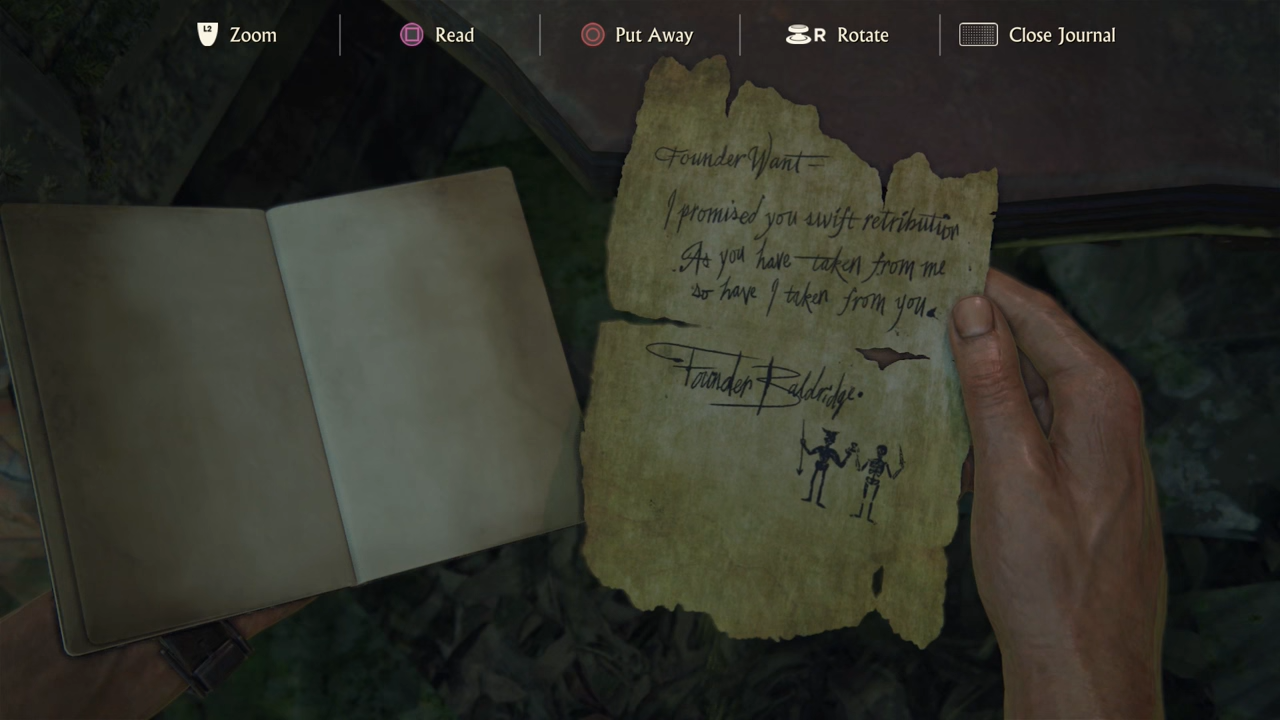 L2 Zoom
Read
Put Away
R Rotate
Close Journal
Founder Want –
I promised you swift retribution
As you have taken from me
so have I taken from you.
Founder Baldridge.